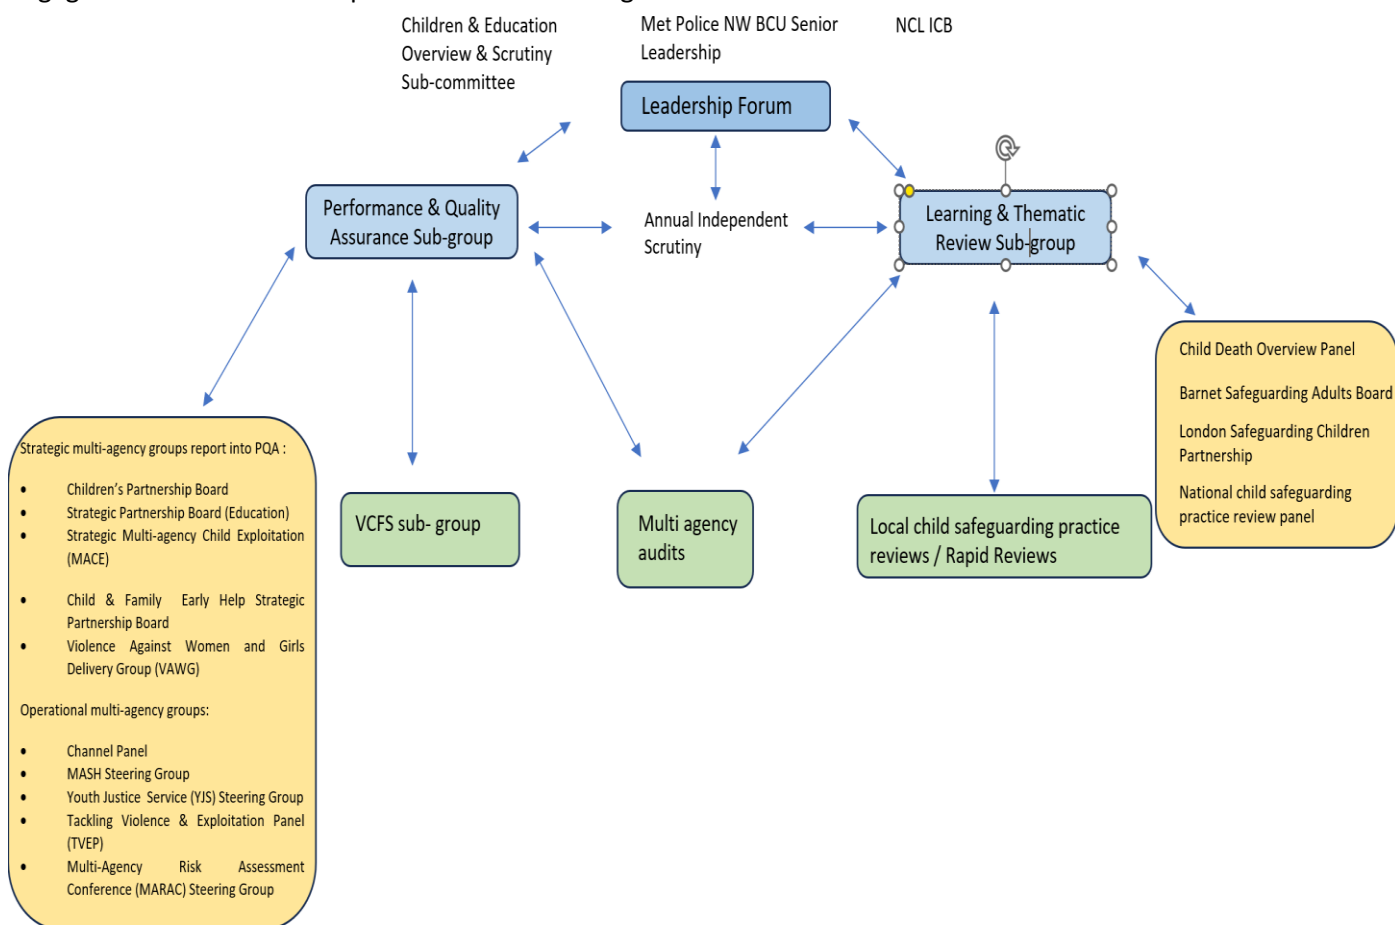 Children & Education
Overview & Scrutiny
Sub-committee
Met Police NW BCU Senior
Leadership
NCL ICB
Leadership Forum
Performance & Quality
Assurance Sub-group
Annual Independent
Scrutiny
Learning & Thematic
Review Sub-group
Child Death Overview Panel
Barnet Safeguarding Adults Board
London Safeguarding Children
Partnership
National child safeguarding
practice review panel
Strategic multi-agency groups report into PQA :
• Children's Partnership Board
• Strategic Partnership Board (Education)
• Strategic Multi-agency Child Exploitation
(MACE)
• Child & Family Early Help Strategic
Partnership Board
• Violence Against Women and Girls
Delivery Group (VAWG)
Operational multi-agency groups:
• Channel Panel
• MASH Steering Group
• Youth Justice Service (YJS) Steering Group
• Tackling Violence & Exploitation Panel
(TVEP)
• Multi-Agency Risk Assessment
Conference (MARAC) Steering Group
VCFS sub- group
Multi agency
audits
Local child safeguarding practice
reviews / Rapid Reviews